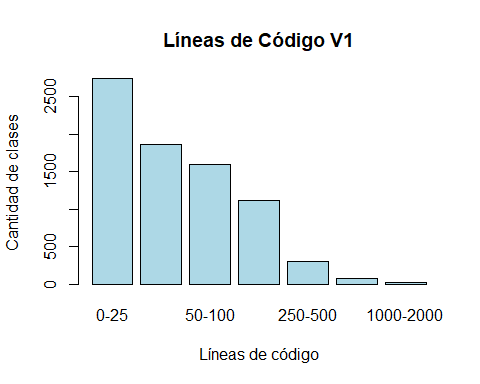 Líneas de Código V1
Cantidad de clases
2500
1500
500
0
0-25 50-100 250-500 1000-2000
Líneas de código